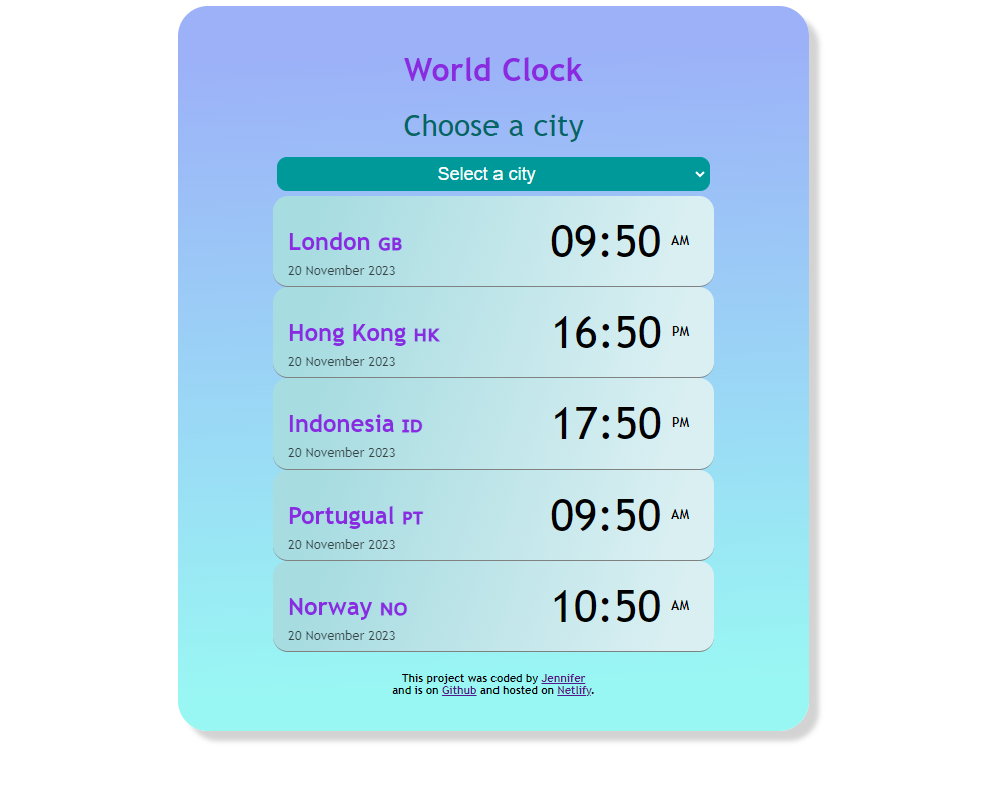 World Clock
Choose a city
Select a city
London GB
09:50 AM
20 November 2023
Hong Kong HK
16:50 PM
20 November 2023
Indonesia ID
17:50 PM
20 November 2023
Portugual PT
09:50 AM
20 November 2023
Norway NO
10:50 AM
20 November 2023
This project was coded by Jennifer
and is on Github and hosted on Netlify.